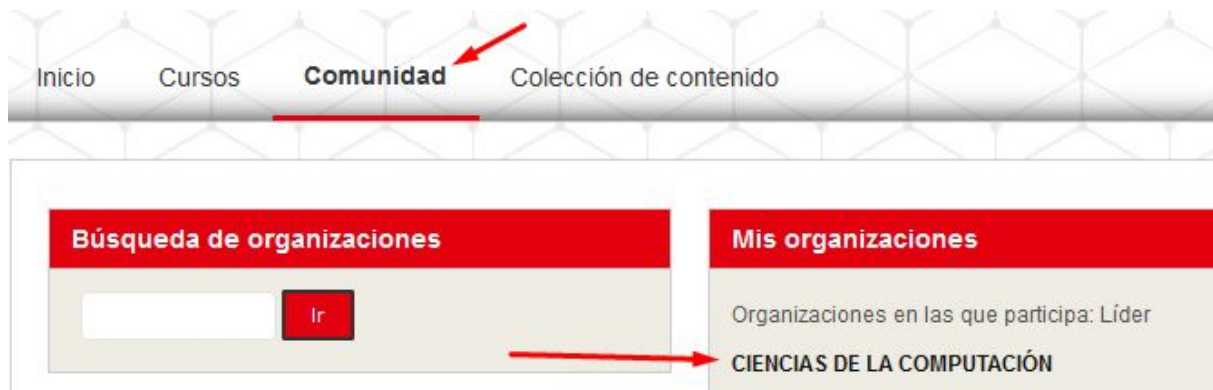 Inicio Cursos Comunidad Colección de contenido
Búsqueda de organizaciones
Ir
Mis organizaciones
Organizaciones en las que participa: Líder
CIENCIAS DE LA COMPUTACIÓN